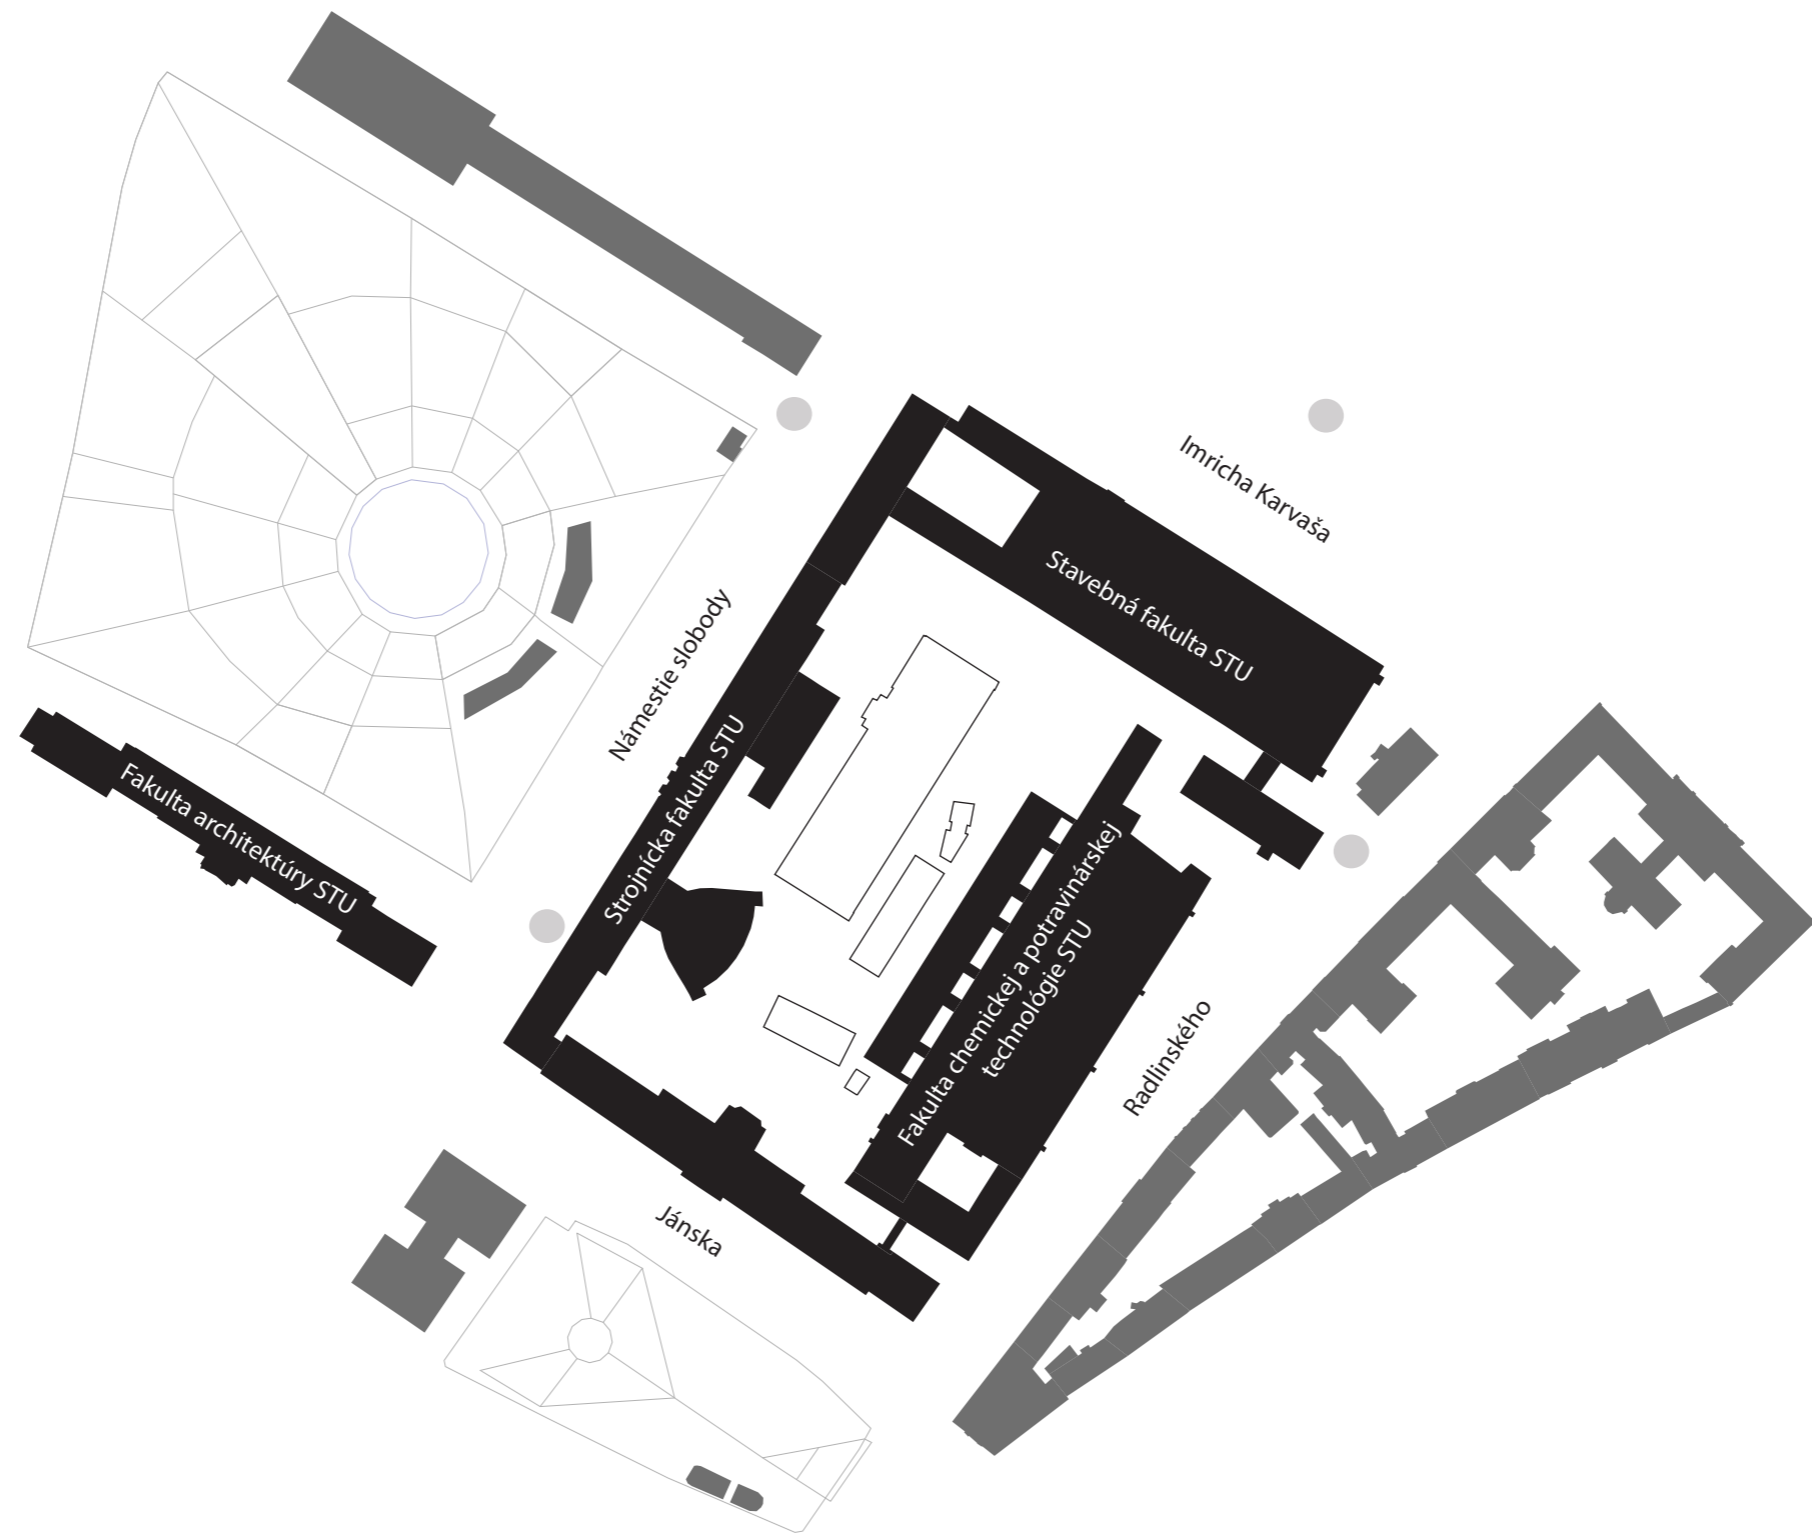 Imricha Karvaša
Stavebná fakulta STU
Námestie slobody
Strojnícka fakulta STU
Fakulta architektúry STU
Fakulta chemickej a potravinárskej
technológie STU
Radlinského
Jánska